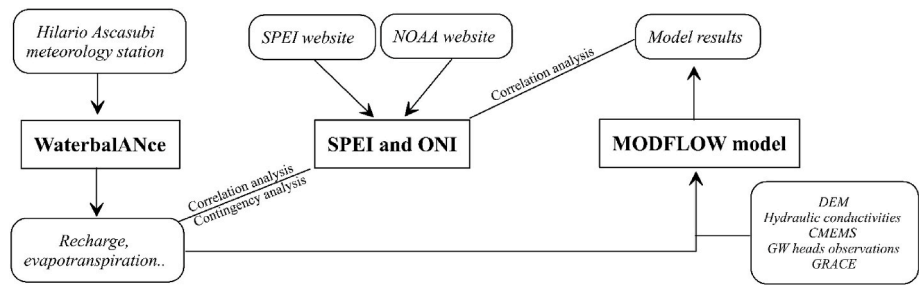 Hilario Ascasubi
meteorology station
SPEI website
NOAA website
Model results
Correlation analysis
WaterbalANce
SPEI and ONI
MODFLOW model
Correlation analysis
Contingency analysis
Recharge,
evapotranspiration..
DEM
Hydraulic conductivities
CMEMS
GW heads observations
GRACE